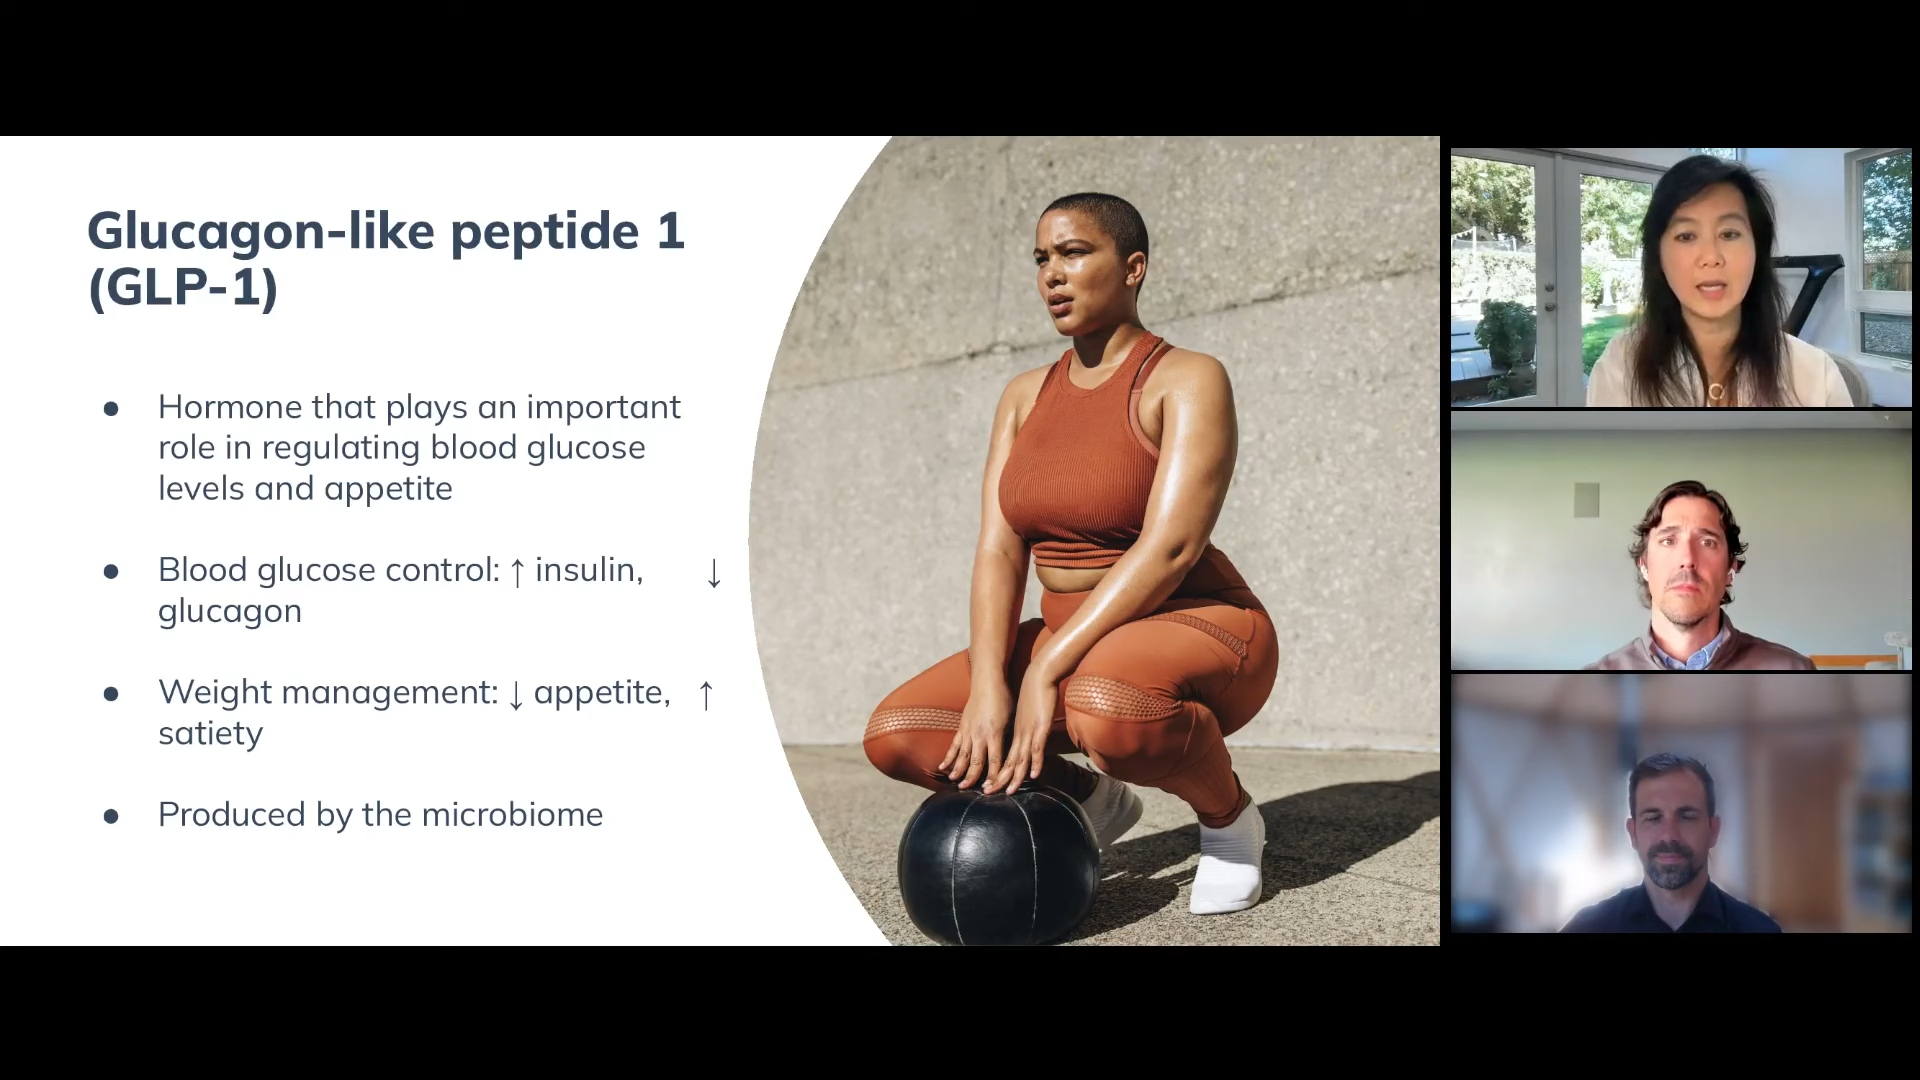 Glucagon-like peptide 1
(GLP-1)
● Hormone that plays an important
role in regulating blood glucose
levels and appetite
● Blood glucose control: ↑ insulin, ↓
glucagon
● Weight management: ↓ appetite, ↑
satiety
● Produced by the microbiome